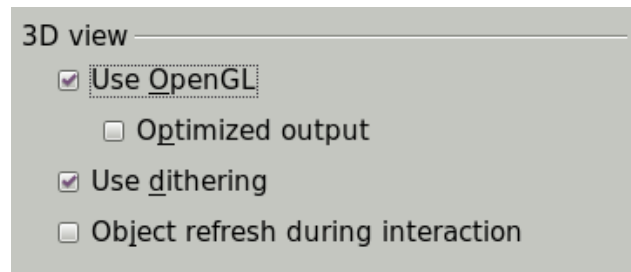 3D view
Use OpenGL
Optimized output
Use dithering
Object refresh during interaction